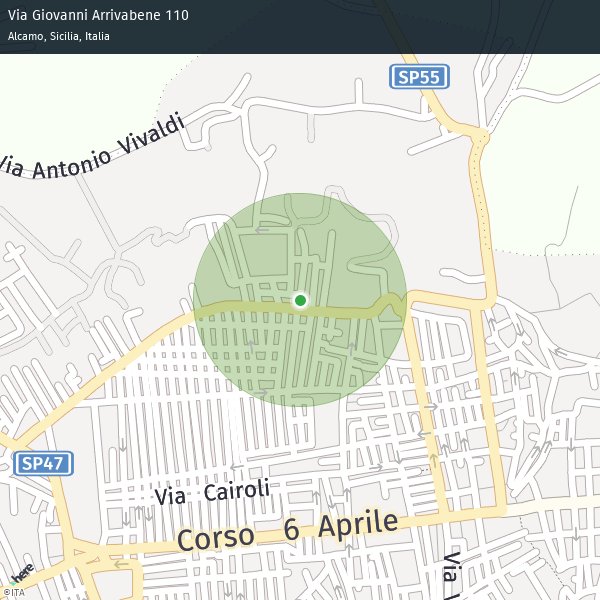 Via Giovanni Arrivabene 110
Alcamo, Sicilia, Italia
SP55
Via Antonio Vivaldi
SP47
Via Cairoli
Corso 6 Aprile
Via
here
©ITA